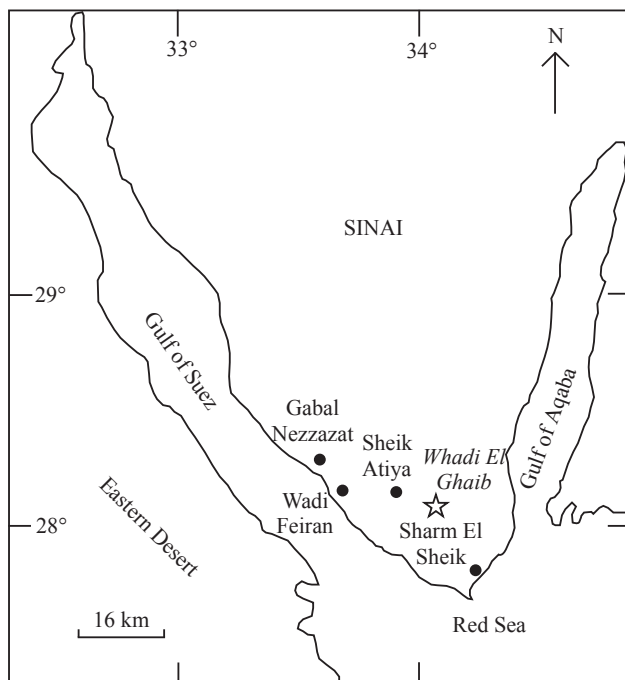 33°
34°
N
SINAI
29°
Gulf of Suez
Gulf of Aqaba
Gabal
Nezzazat
Sheik
Atiya
Whadi El
Ghaib
Wadi
Feiran
Sharm El
Sheik
28°
Eastern Desert
16 km
Red Sea